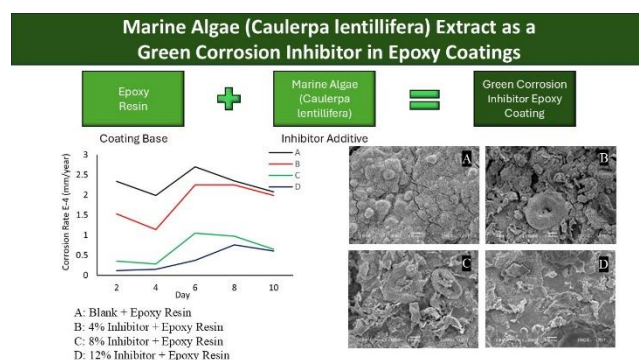 Marine Algae (Caulerpa lentillifera) Extract as a
Green Corrosion Inhibitor in Epoxy Coatings
Epoxy
Resin
Marine Algae
(Caulerpa
lentillifera)
Green Corrosion
Inhibitor Epoxy
Coating
Coating Base
Inhibitor Additive
Corrosion Rate E-4 (mm/year)
3
2.5
2
1.5
1
0.5
0
2
4
6
8
10
Day
A
B
C
D
A
B
C
D
A: Blank + Epoxy Resin
B: 4% Inhibitor + Epoxy Resin
C: 8% Inhibitor + Epoxy Resin
D: 12% Inhibitor + Epoxy Resin